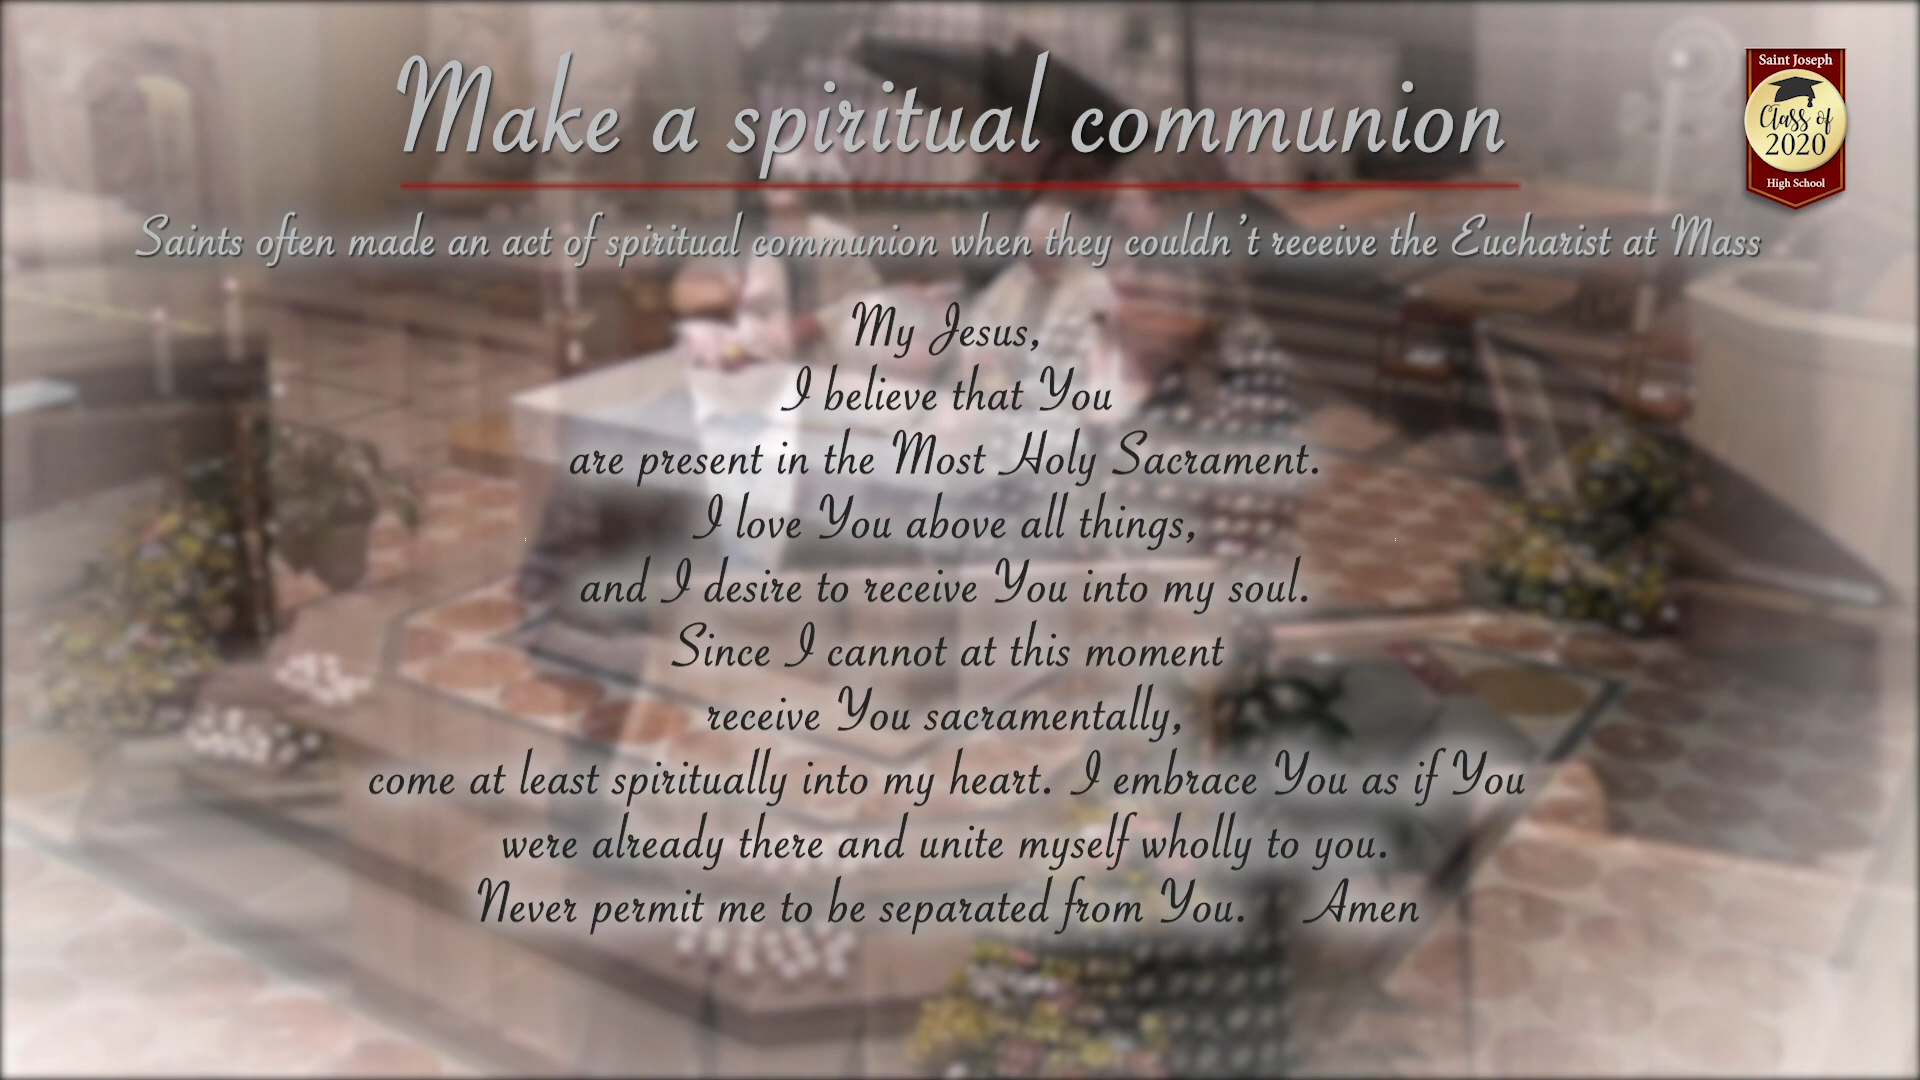 Make a spiritual communion
Saint Joseph
Class of
2020
High School
Saints often made an act of spiritual communion when they couldn't receive the Eucharist at Mass
My Jesus,
I believe that You
are present in the Most Holy Sacrament.
I love You above all things,
and I desire to receive You into my soul.
Since I cannot at this moment
receive You sacramentally,
come at least spiritually into my heart. I embrace You as if You
were already there and unite myself wholly to you.
Never permit me to be separated from You. Amen